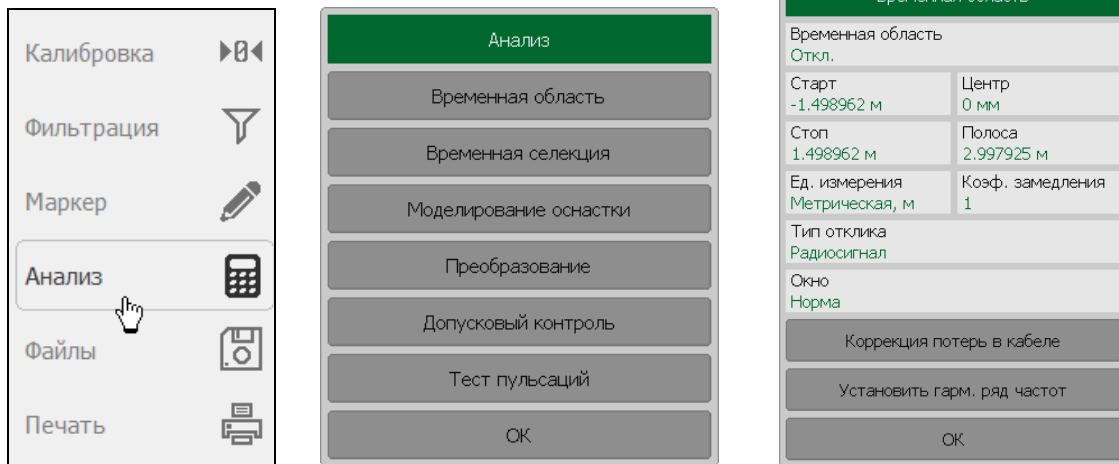 Калибровка
Фильтрация
Маркер
Анализ
Файлы
Печать
Анализ
Временная область
Временная селекция
Моделирование оснастки
Преобразование
Допусковый контроль
Тест пульсаций
ОК
Временная область
Временная область
Откл.
Старт
-1.498962 м
Центр
0 мм
Стоп
1.498962 м
Полоса
2.997925 м
Ед. измерения
Метрическая, м
Коэф. замедления
1
Тип отклика
Радиосигнал
Окно
Норма
Коррекция потерь в кабеле
Установить гарм. ряд частот
ОК